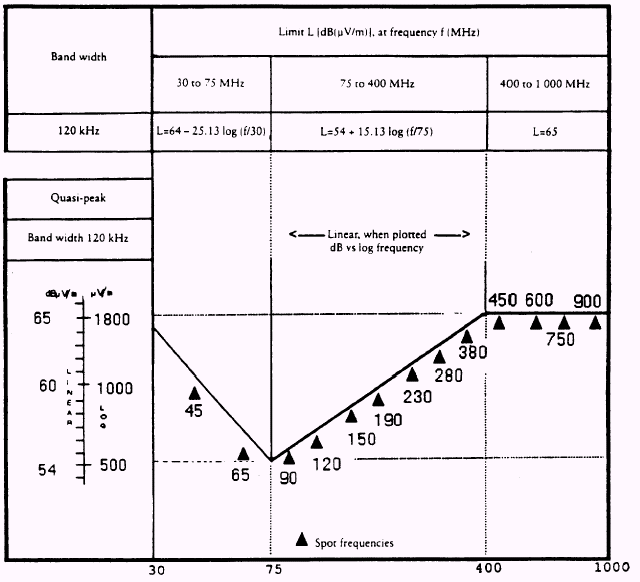 Limit L [dB(µV/m)], at frequency f (MHz)
Band width
30 to 75 MHz
75 to 400 MHz
400 to 1 000 MHz
120 kHz
L=64 – 25.13 log (f/30)
L=54 + 15.13 log (f/75)
L=65
Quasi-peak
Band width 120 kHz
Linear, when plotted
dB vs log frequency
dBµV/m
µV/m
65
1800
60
1000
54
500
LINEAR
LOG
45
65
90
120
150
190
230
280
380
450
600
750
900
Spot frequencies
30
75
400
1000